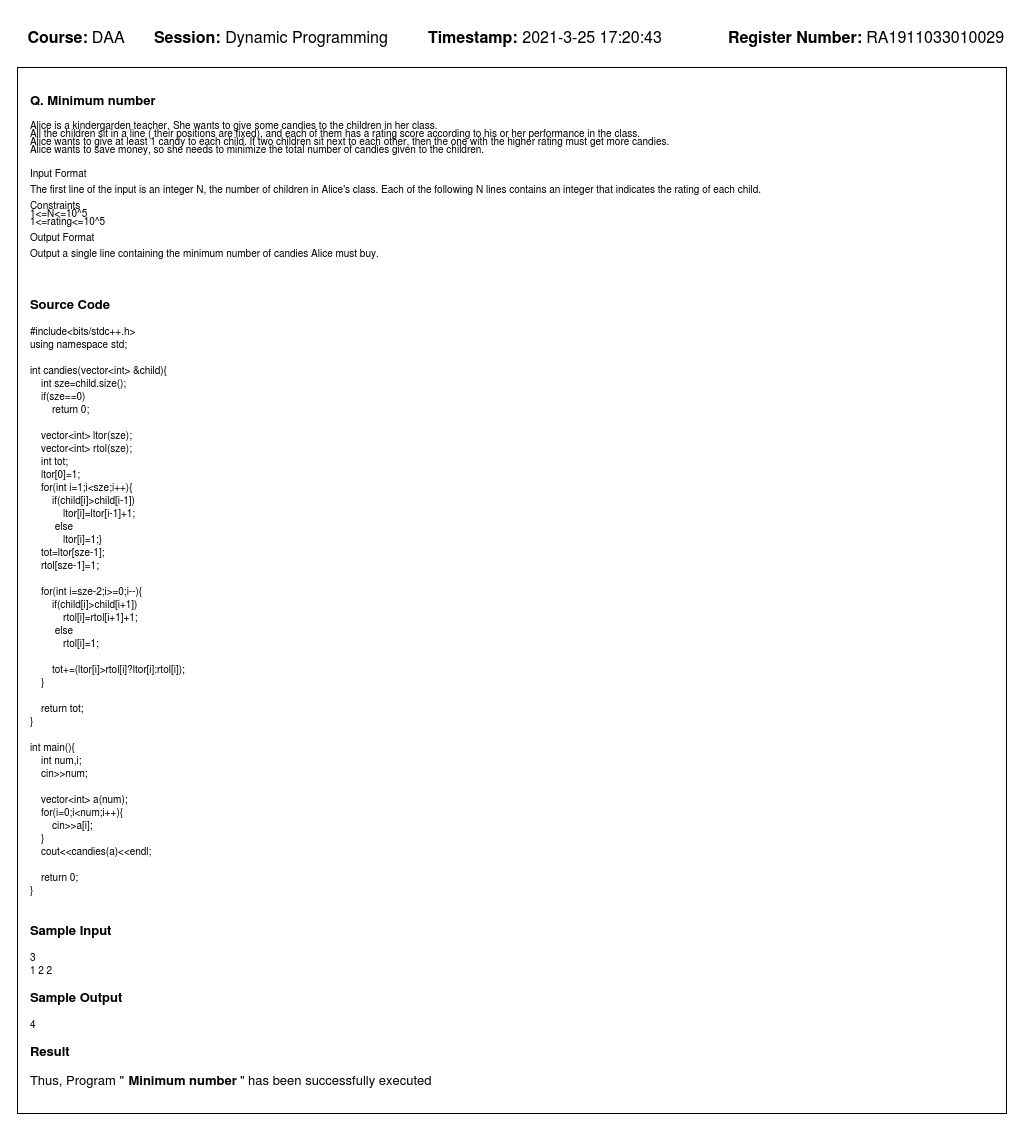 Course: DAA Session: Dynamic Programming Timestamp: 2021-3-25 17:20:43 Register Number: RA1911033010029
Q. Minimum number
Alice is a kindergarden teacher, She wants to give some candies to the children in her class.
All the children sit in a line ( their positions are fixed), and each of them has a rating score according to his or her performance in the class.
Alice wants to give at least 1 candy to each child. If two children sit next to each other, then the one with the higher rating must get more candies.
Alice wants to save money, so she needs to minimize the total number of candies given to the children.
Input Format
The first line of the input is an integer N, the number of children in Alice's class. Each of the following N lines contains an integer that indicates the rating of each child.
Constraints
1<=N<=10^5
1<=rating<=10^5
Output Format
Output a single line containing the minimum number of candies Alice must buy.
Source Code
#include<bits/stdc++.h>
using namespace std;
int candies(vector<int> &child){
int sze=child.size();
if(sze==0)
return 0;
vector<int> ltor(sze);
vector<int> rtol(sze);
int tot;
ltor[0]=1;
for(int i=1;i<sze;i++){
if(child[i]>child[i-1])
ltor[i]=ltor[i-1]+1;
else
ltor[i]=1;}
tot=ltor[sze-1];
rtol[sze-1]=1;
for(int i=sze-2;i>=0;i--){
if(child[i]>child[i+1])
rtol[i]=rtol[i+1]+1;
else
rtol[i]=1;
tot+=(ltor[i]>rtol[i]?ltor[i]:rtol[i]);
}
return tot;
}
int main(){
int num,i;
cin>>num;
vector<int> a(num);
for(i=0;i<num;i++){
cin>>a[i];
}
cout<<candies(a)<<endl;
return 0;
}
Sample Input
3
1 2 2
Sample Output
4
Result
Thus, Program " Minimum number " has been successfully executed